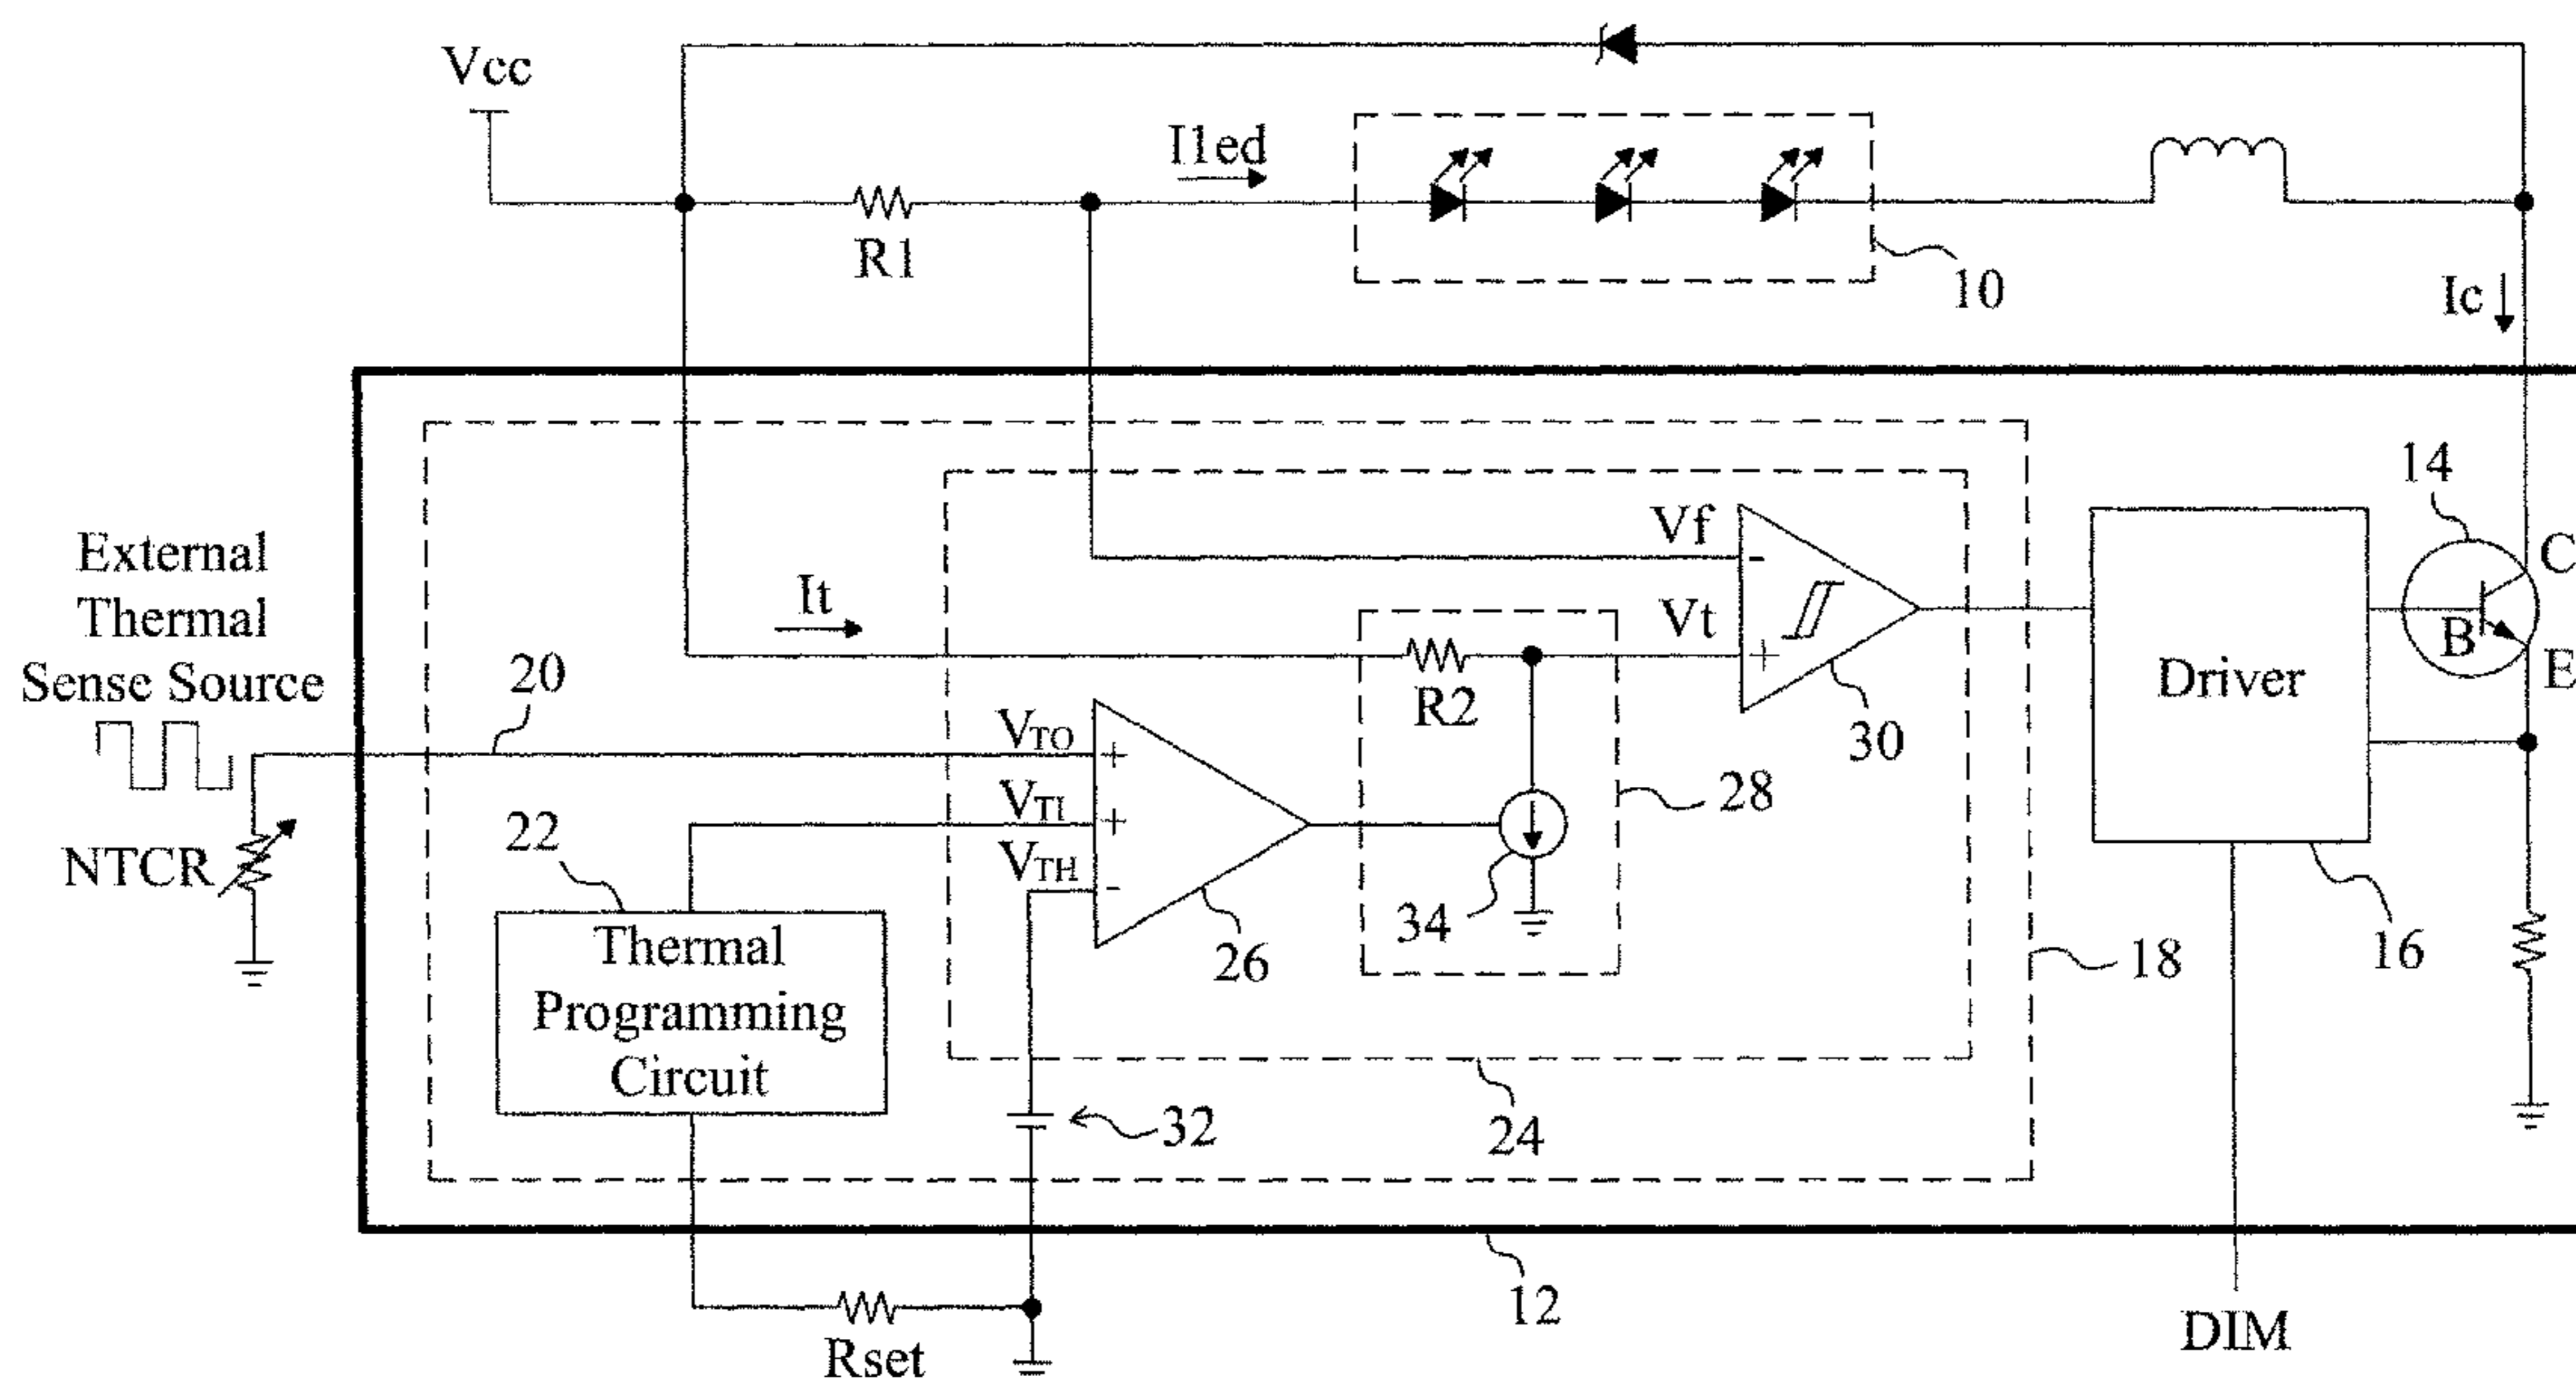 Vcc
I1ed
R1
10
Ic
14
External
Thermal
Sense Source
It
Vf
-
C
Vt
+
B
E
20
R2
30
Driver
VTO
+
22
NTCR
VTI
+
28
VTH
-
34
26
18
16
Thermal
Programming
Circuit
32
24
12
Rset
DIM